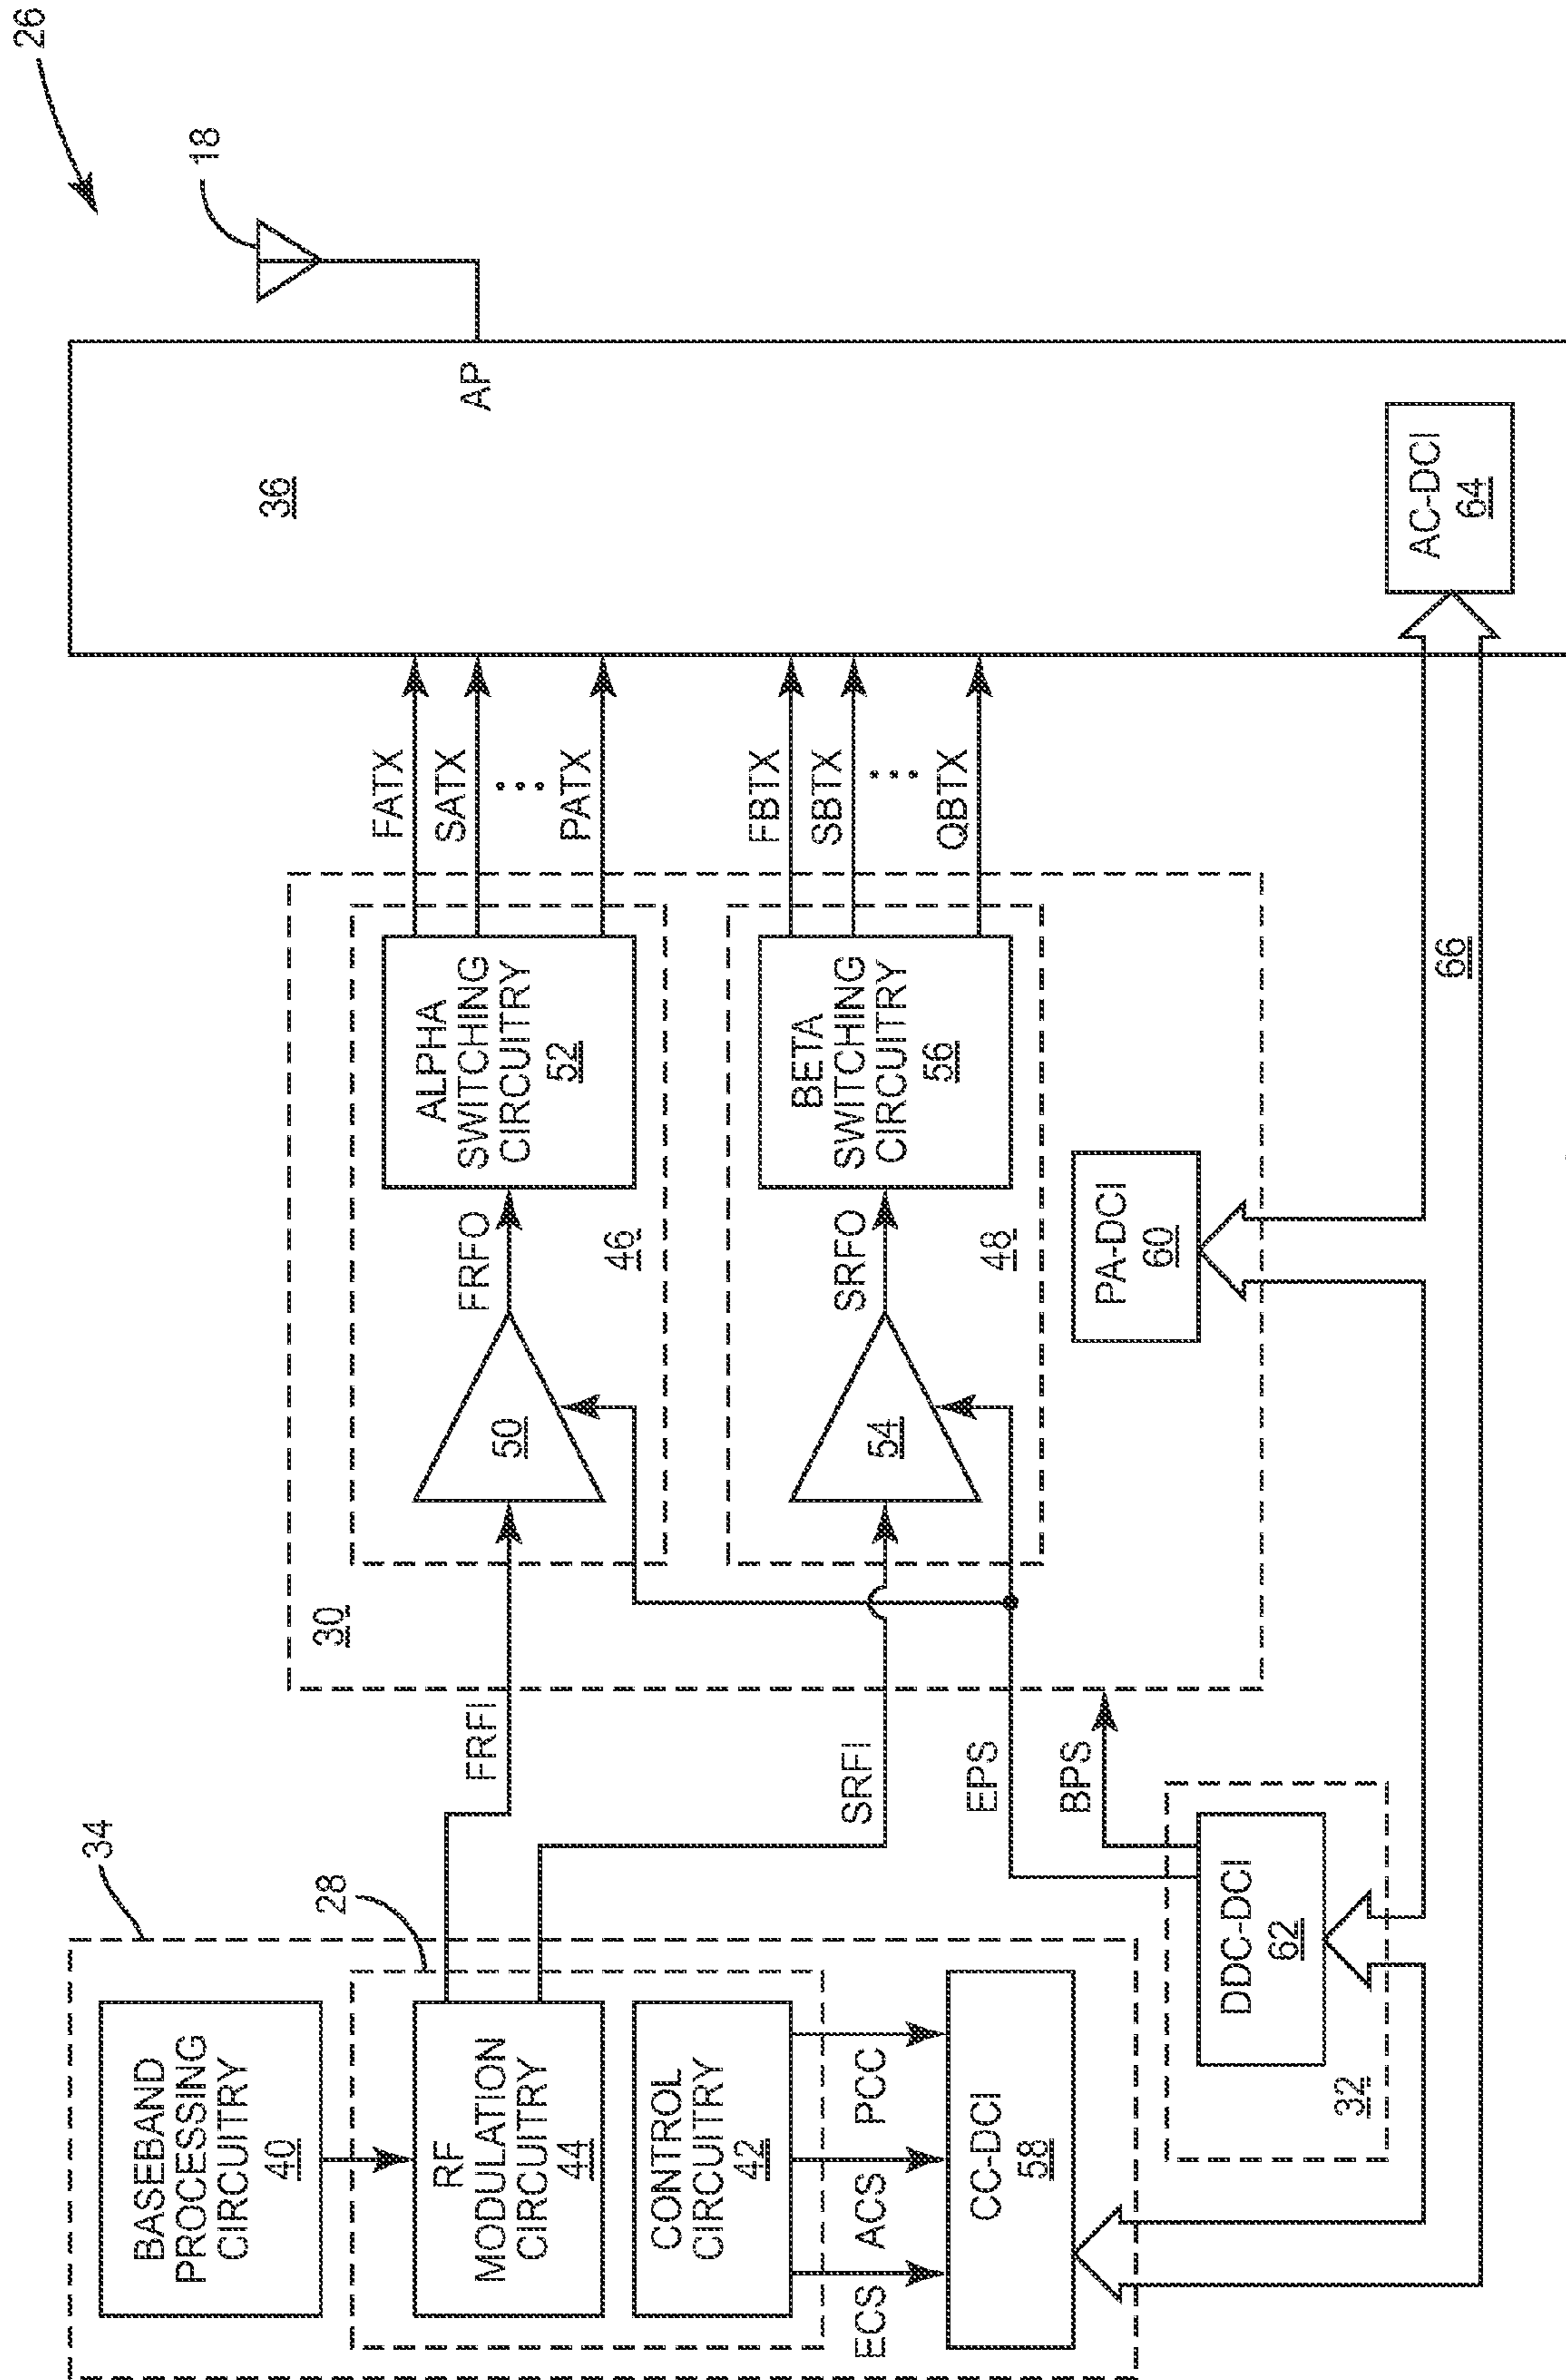 26
34
BASEBAND
PROCESSING
CIRCUITRY
40
28
RF
MODULATION
CIRCUITRY
44
CONTROL
CIRCUITRY
42
ECS
ACS
PCC
CC-DCI
58
FRFI
SRFI
EPS
BPS
DDC-DCI
62
32
30
50
FRFO
ALPHA
SWITCHING
CIRCUITRY
52
46
54
SRFO
BETA
SWITCHING
CIRCUITRY
56
48
PA-DCI
60
FATX
SATX
...
PATX
FBTX
SBTX
...
QBTX
36
AP
18
AC-DCI
64
66